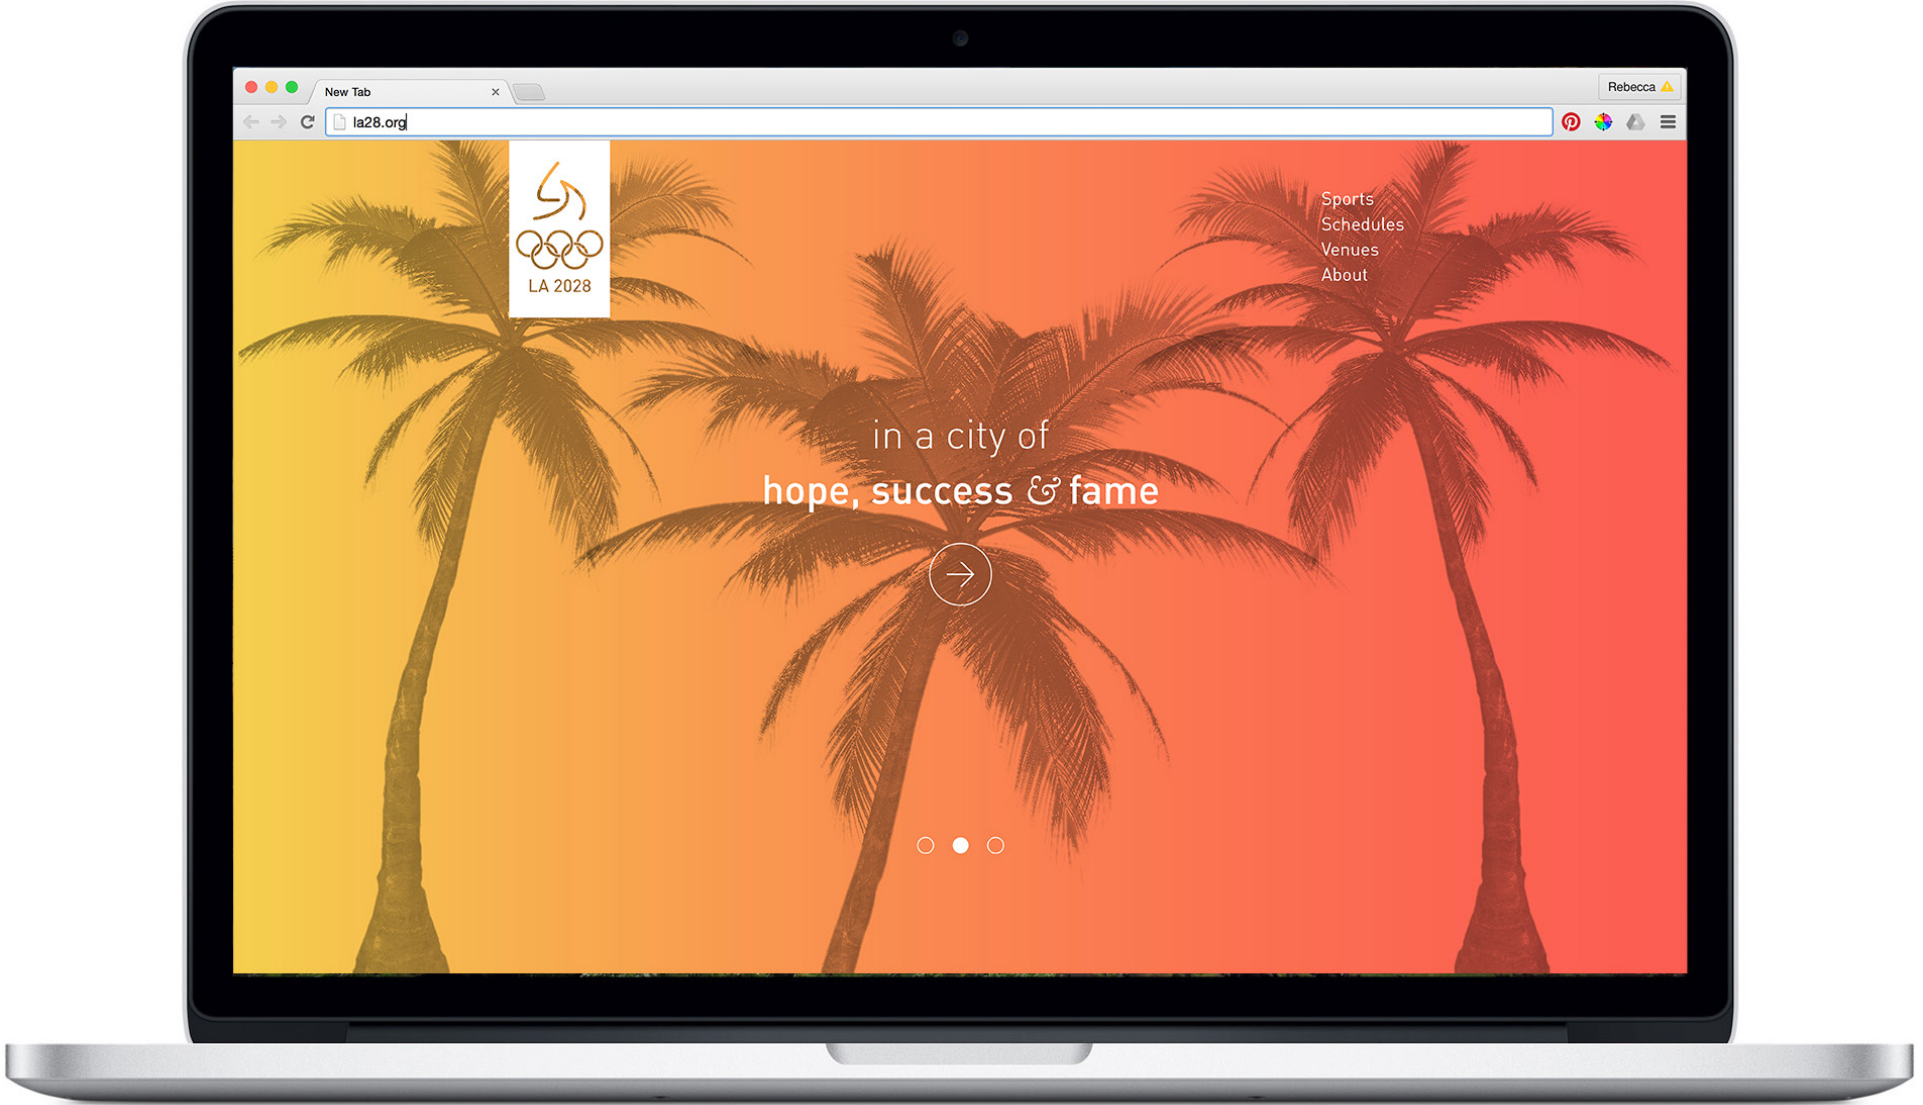 New Tab
Rebecca
la28.org
LA 2028
Sports
Schedules
Venues
About
in a city of
hope, success & fame